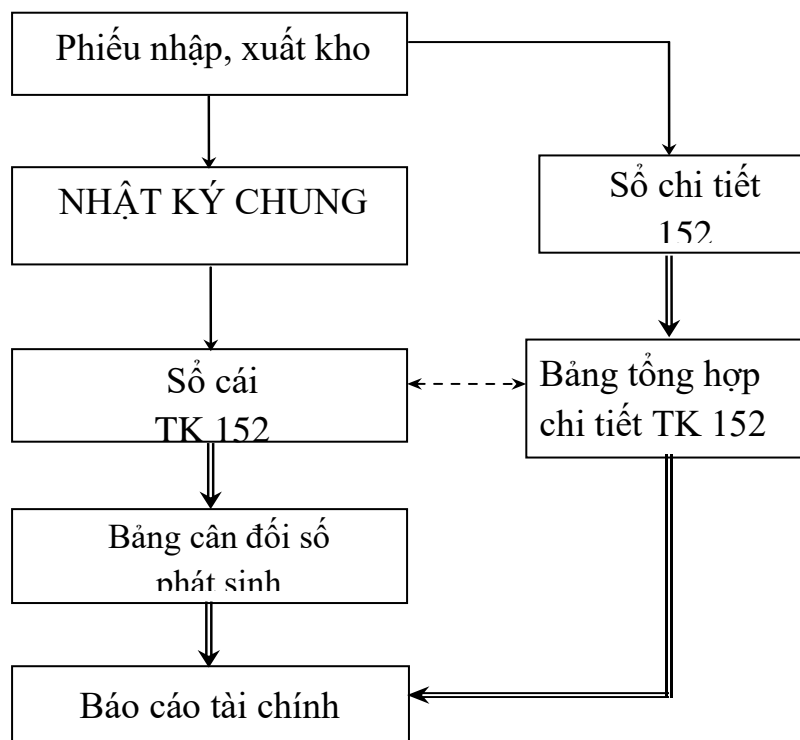 Phiếu nhập, xuất kho
NHẬT KÝ CHUNG
Sổ chi tiết
152
Sổ cái
TK 152
Bảng tổng hợp
chi tiết TK 152
Bảng cân đối số
phát sinh
Báo cáo tài chính